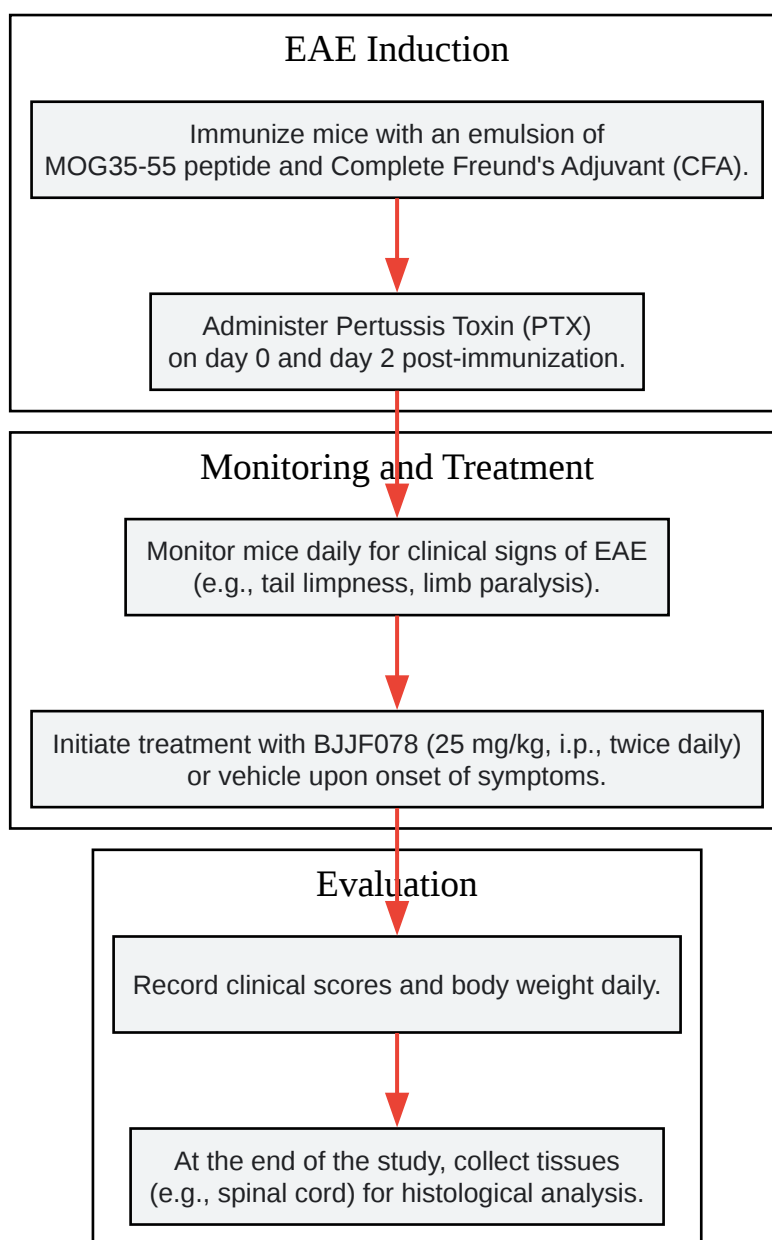 EAE Induction
Immunize mice with an emulsion of
MOG35-55 peptide and Complete Freund's Adjuvant (CFA).
Administer Pertussis Toxin (PTX)
on day 0 and day 2 post-immunization.
Monitoring and Treatment
Monitor mice daily for clinical signs of EAE
(e.g., tail limpness, limb paralysis).
Initiate treatment with BJJF078 (25 mg/kg, i.p., twice daily)
or vehicle upon onset of symptoms.
Evaluation
Record clinical scores and body weight daily.
At the end of the study, collect tissues
(e.g., spinal cord) for histological analysis.